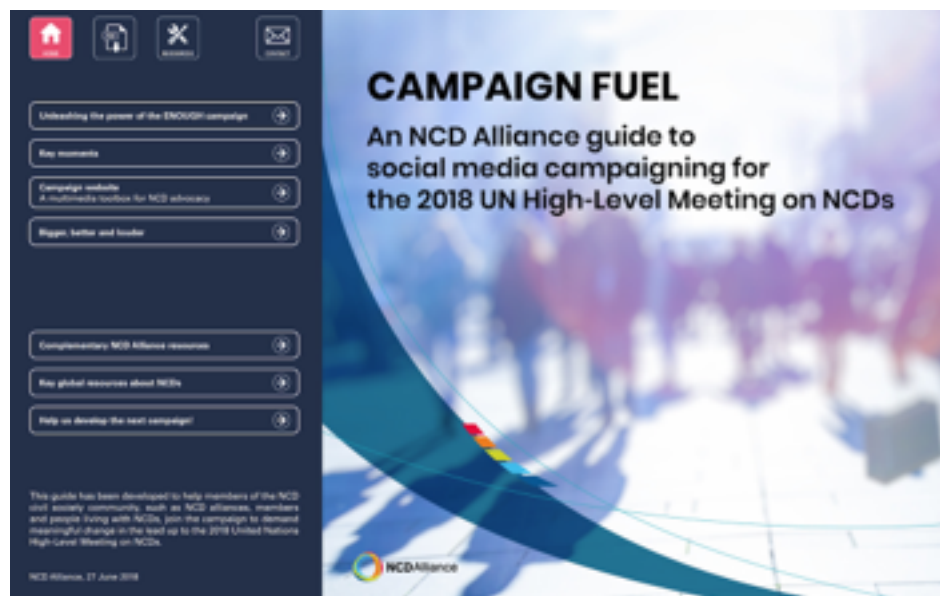 HOME
RESOURCES
CONTACT
Unleashing the power of the ENOUGH campaign
Key moments
Campaign website
A multimedia toolbox for NCD advocacy
Bigger, better and louder
Complementary NCD Alliance resources
Key global resources about NCDs
Help us develop the next campaign!
This guide has been developed to help members of the NCD
civil society community, such as NCD alliances, members
and people living with NCDs, join the campaign to demand
meaningful change in the lead up to the 2018 United Nations
High-Level Meeting on NCDs.
NCD Alliance, 27 June 2018
CAMPAIGN FUEL
An NCD Alliance guide to
social media campaigning for
the 2018 UN High-Level Meeting on NCDs
NCDAlliance